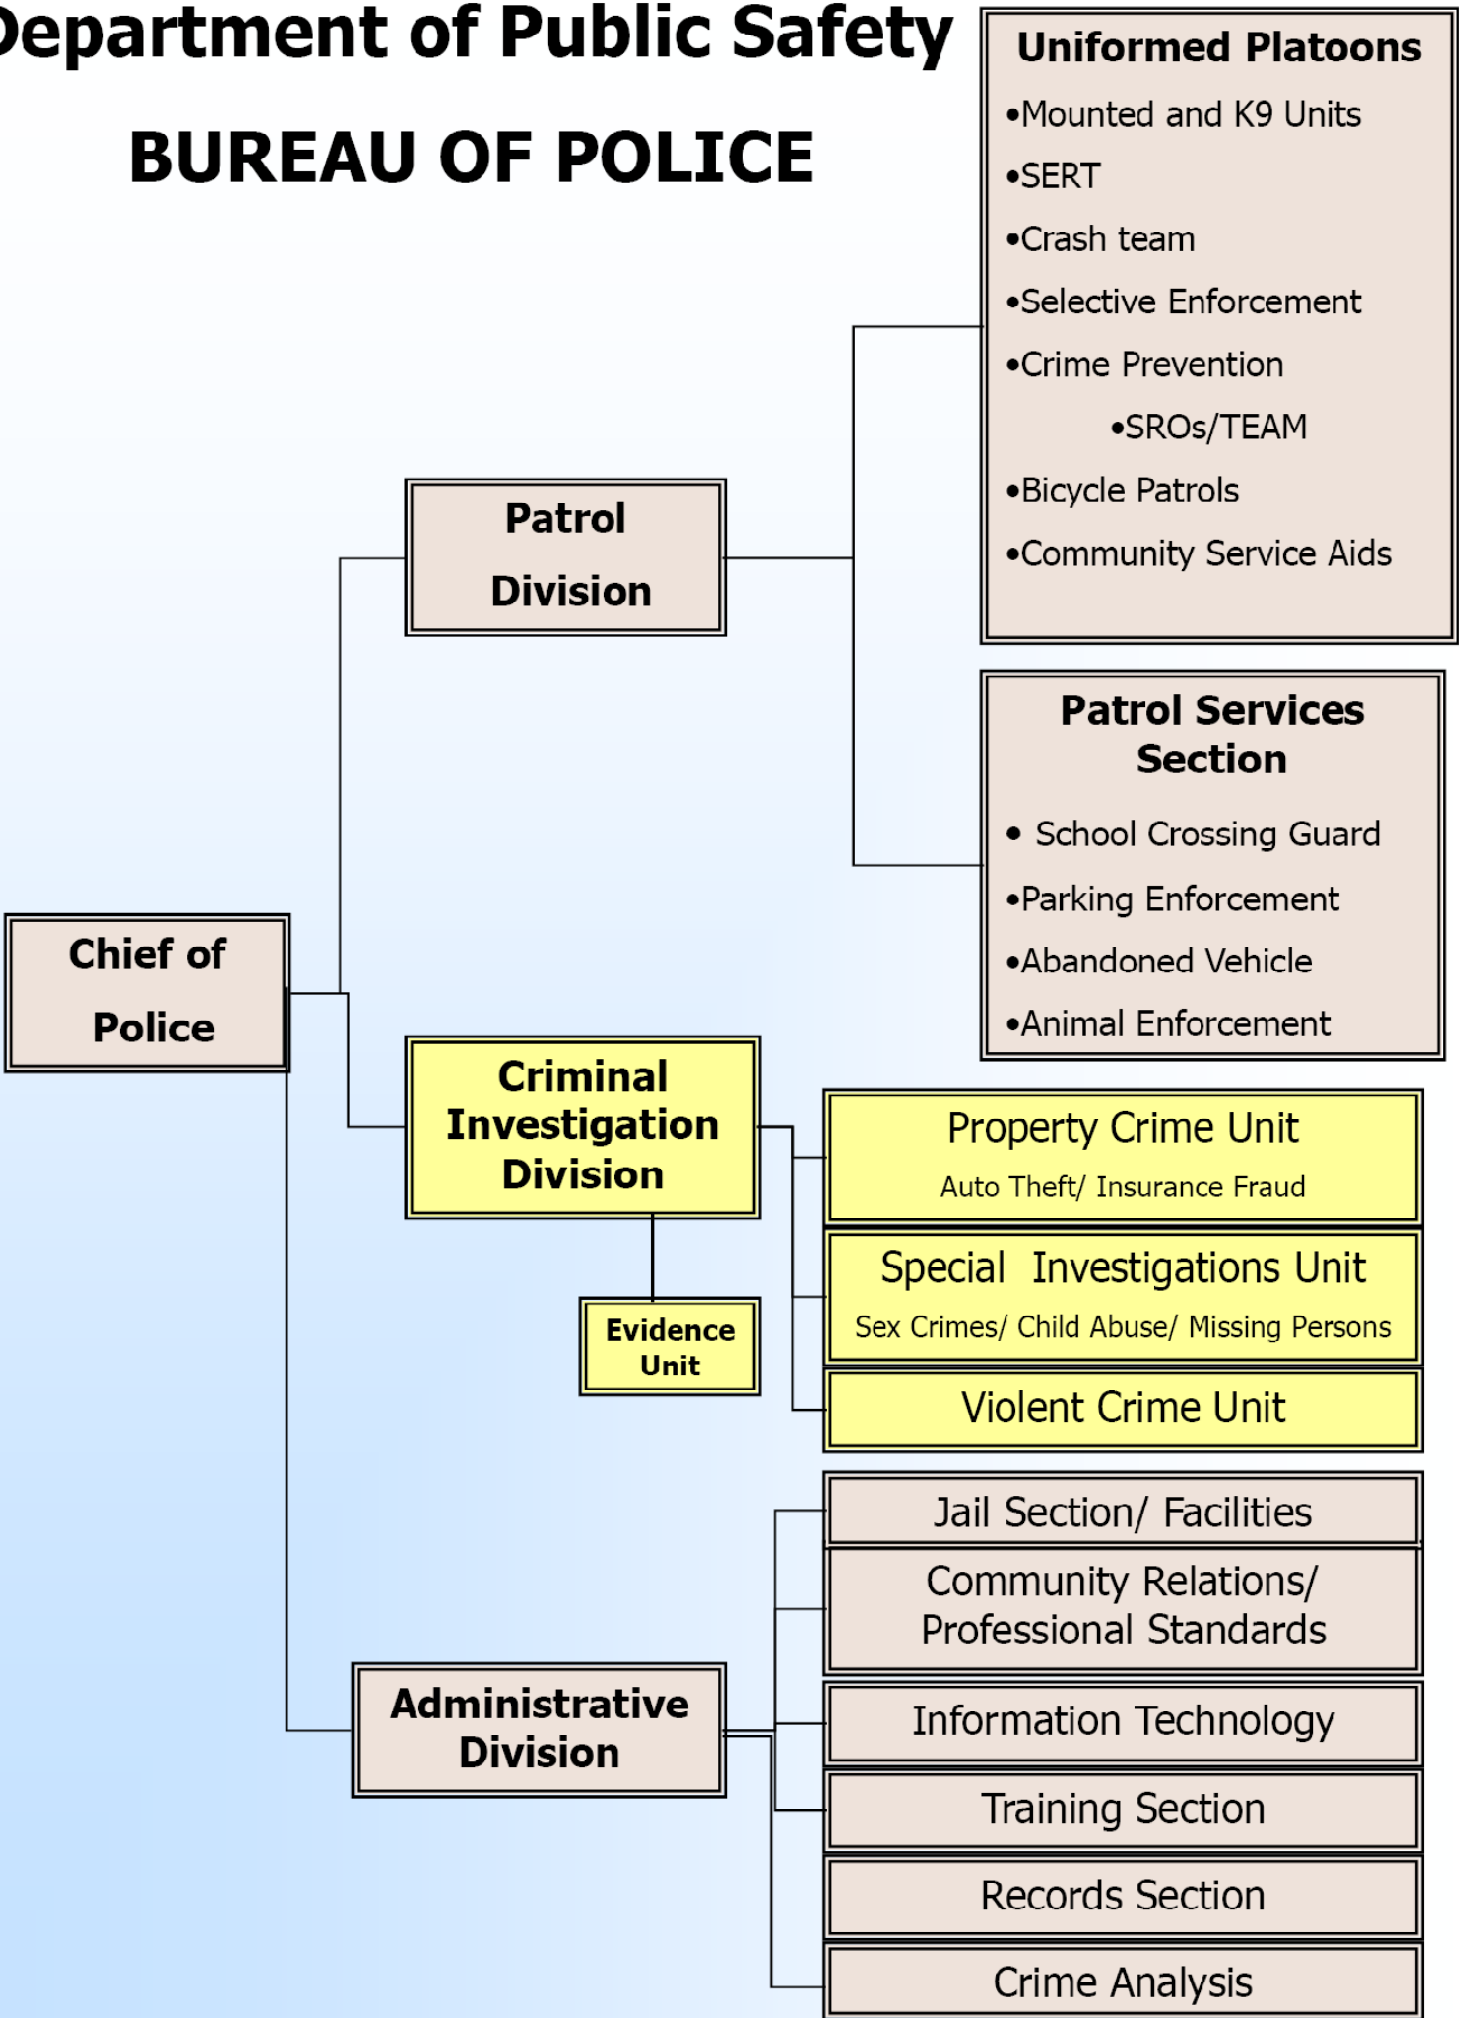 Department of Public Safety
BUREAU OF POLICE
Uniformed Platoons
•Mounted and K9 Units
•SERT
•Crash team
•Selective Enforcement
•Crime Prevention
•SROs/TEAM
•Bicycle Patrols
•Community Service Aids
Patrol
Division
Patrol Services
Section
• School Crossing Guard
•Parking Enforcement
•Abandoned Vehicle
•Animal Enforcement
Chief of
Police
Criminal
Investigation
Division
Evidence
Unit
Property Crime Unit
Auto Theft/ Insurance Fraud
Special Investigations Unit
Sex Crimes/ Child Abuse/ Missing Persons
Violent Crime Unit
Administrative
Division
Jail Section/ Facilities
Community Relations/
Professional Standards
Information Technology
Training Section
Records Section
Crime Analysis